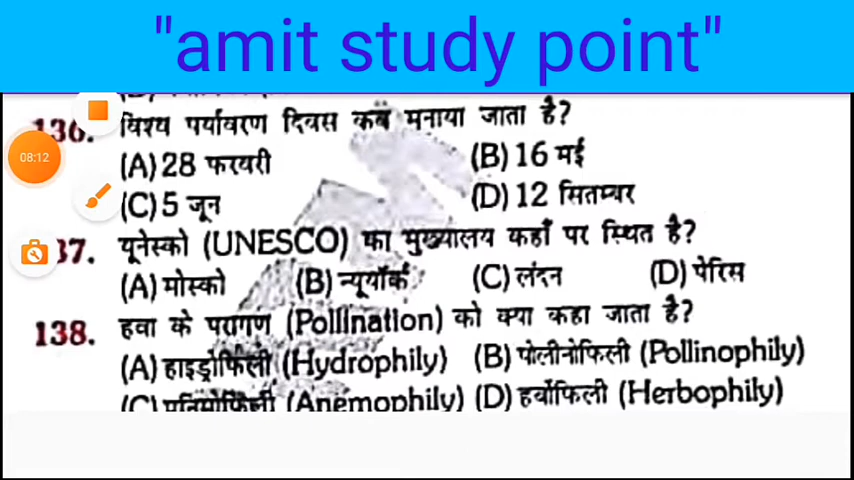 "amit study point"
136. विश्व पर्यावरण दिवस कब मनाया जाता है?
08:12
(A) 28 फरवरी (B) 16 मई
(C) 5 जून (D) 12 सितम्बर
37. यूनेस्को (UNESCO) का मुख्यालय कहाँ पर स्थित है?
(A) मोस्को (B) न्यूयॉर्क (C) लंदन (D) पेरिस
138. हवा के परागण (Pollination) को क्या कहा जाता है?
(A) हाइड्रोफिली (Hydrophily) (B) पोलीनोफिली (Pollinophily)
(C) एनिमोफिली (Anemophily) (D) हर्बोफिली (Herbophily)